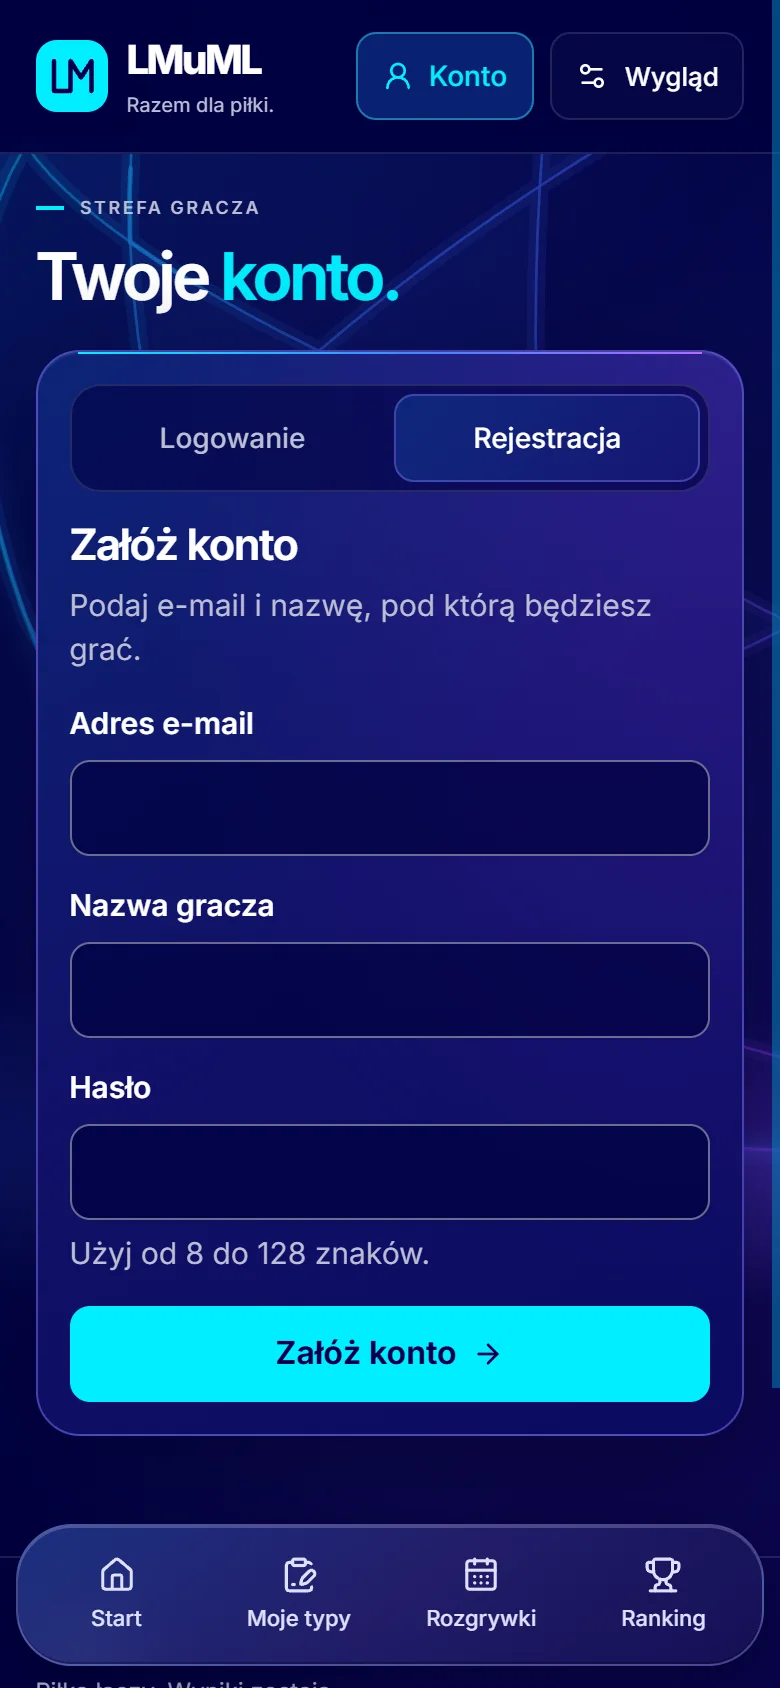 LM
LMuML
Razem dla piłki.
Konto
Wygląd
STREFA GRACZA
Twoje konto.
Logowanie
Rejestracja
Załóż konto
Podaj e-mail i nazwę, pod którą będziesz
grać.
Adres e-mail
Nazwa gracza
Hasło
Użyj od 8 do 128 znaków.
Załóż konto →
Start
Moje typy
Rozgrywki
Ranking